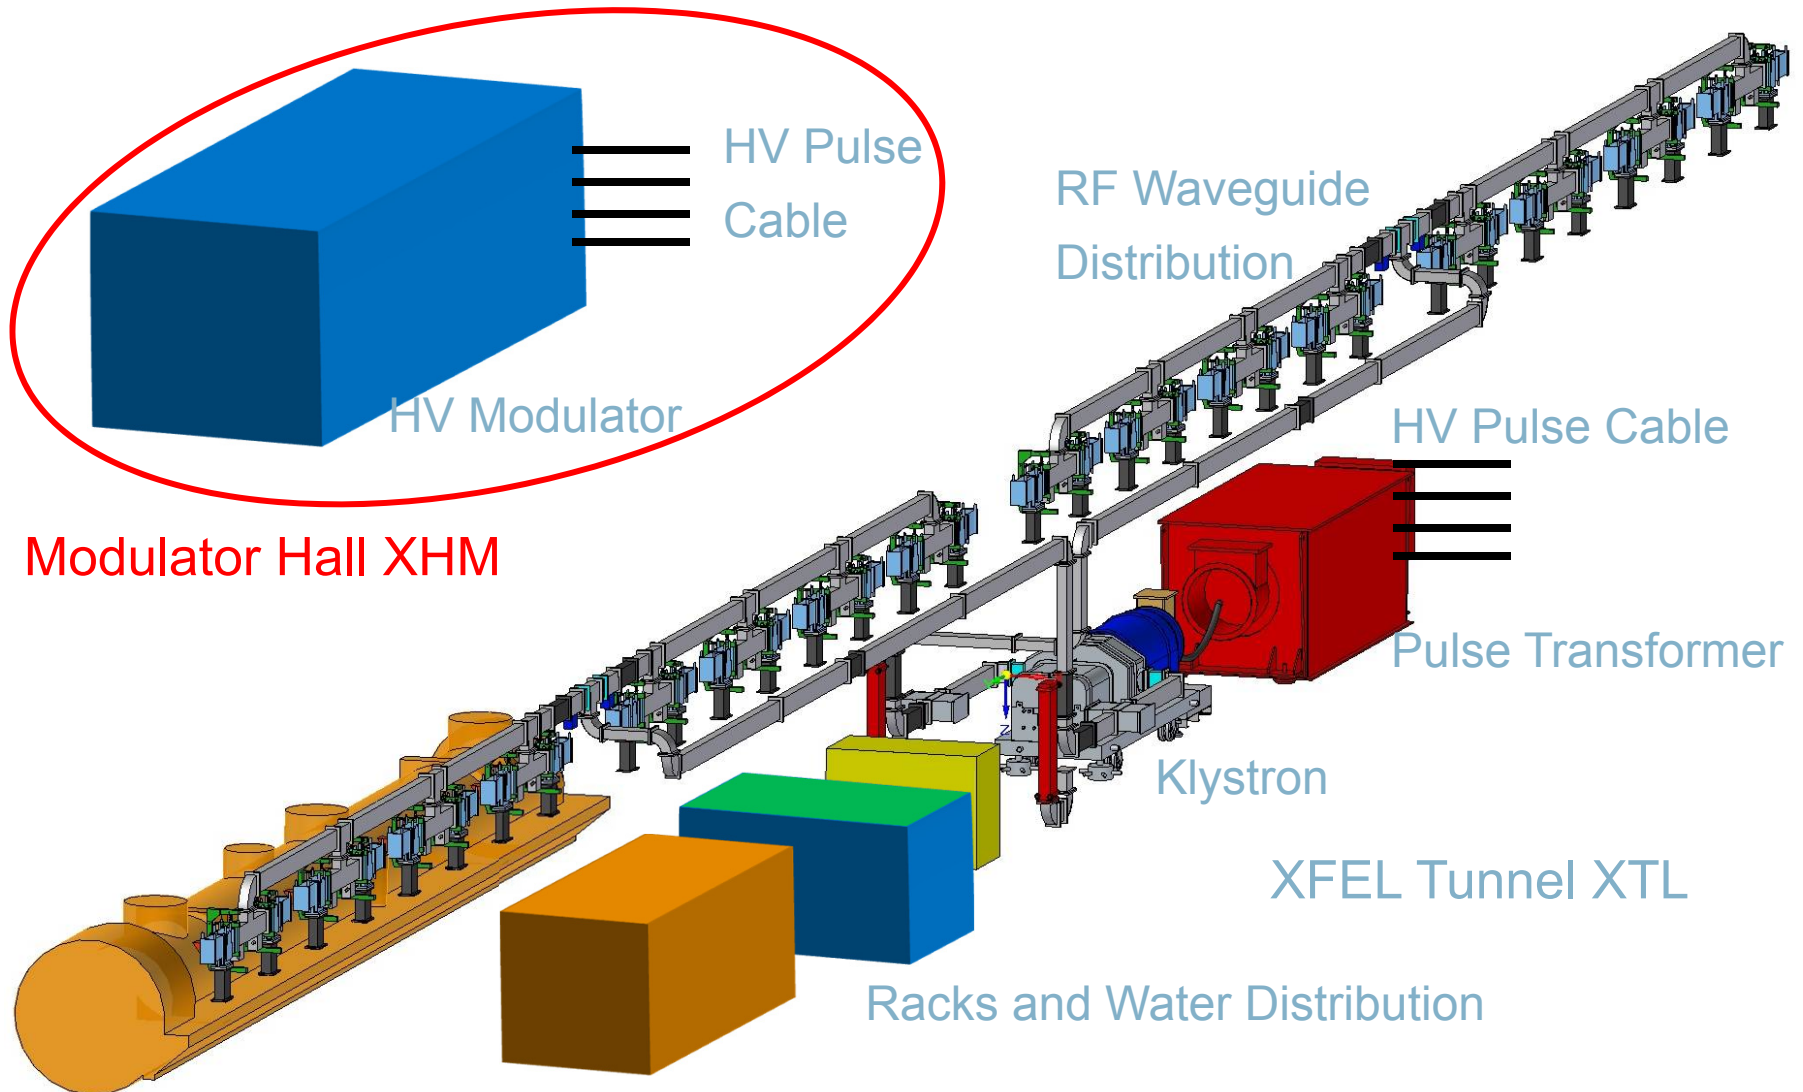 HV Pulse
Cable
HV Modulator
Modulator Hall XHM
RF Waveguide
Distribution
HV Pulse Cable
Pulse Transformer
Klystron
Z
XFEL Tunnel XTL
Racks and Water Distribution